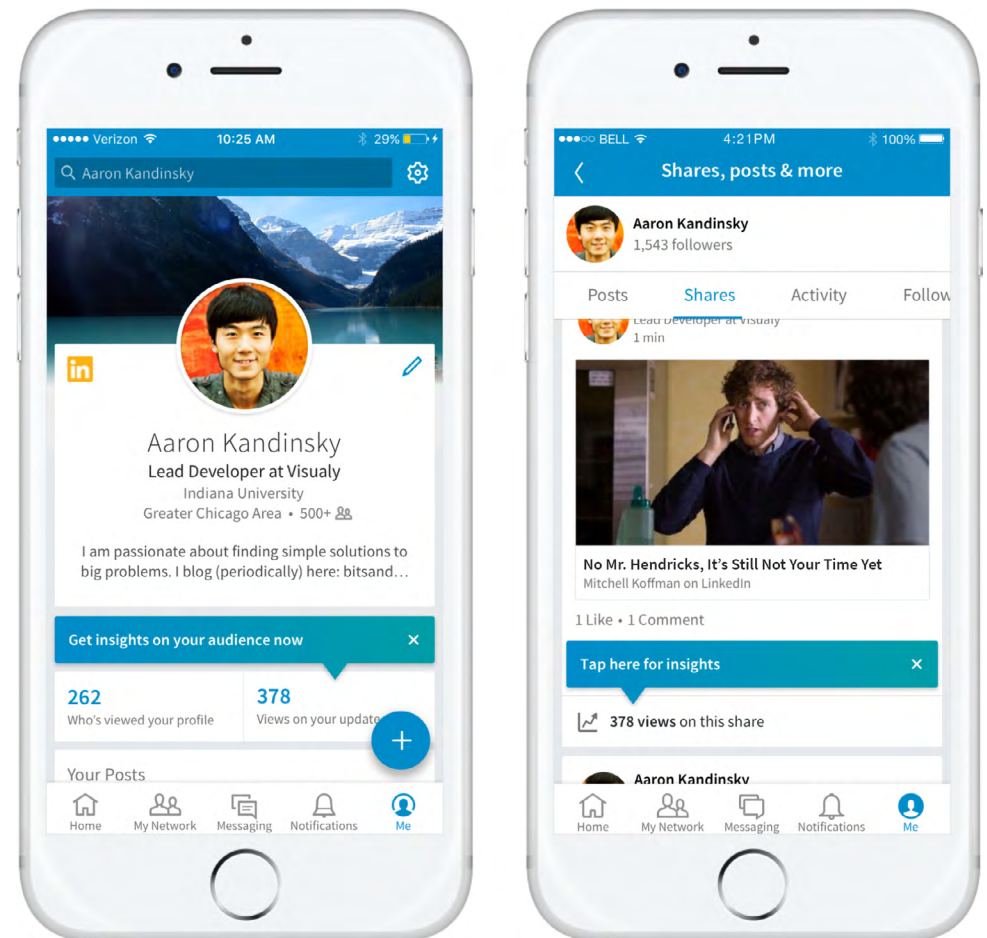 Verizon 10:25 AM 29%
Aaron Kandinsky
in
Aaron Kandinsky
Lead Developer at Visualy
Indiana University
Greater Chicago Area • 500+
I am passionate about finding simple solutions to
big problems. I blog (periodically) here: bitsand…
Get insights on your audience now ×
262
Who's viewed your profile
378
Views on your update
+
Your Posts
Home My Network Messaging Notifications Me
BELL 4:21PM 100%
Shares, posts & more
Aaron Kandinsky
1,543 followers
Posts Shares Activity Follow
Lead Developer at Visualy
1 min
No Mr. Hendricks, It's Still Not Your Time Yet
Mitchell Koffman on LinkedIn
1 Like • 1 Comment
Tap here for insights ×
378 views on this share
Aaron Kandinsky
Home My Network Messaging Notifications Me